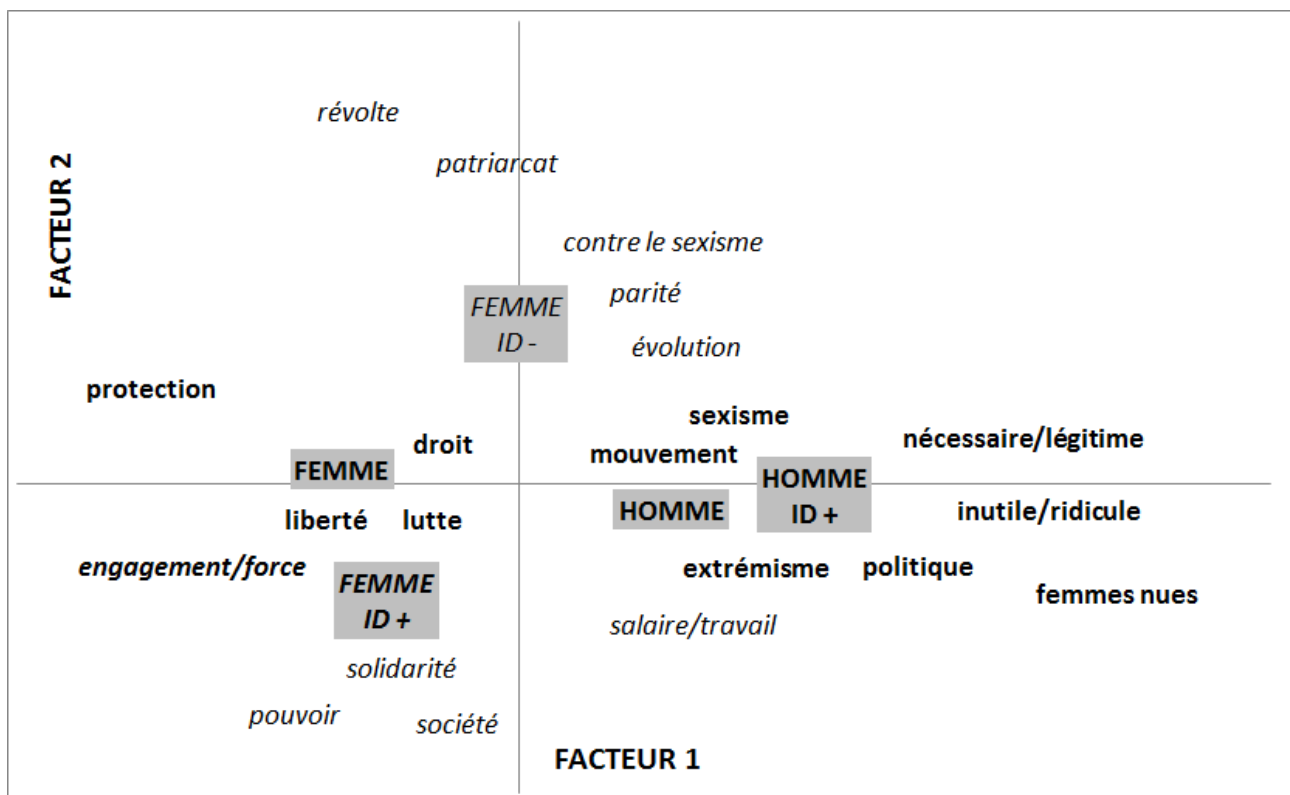 révolte
FACTEUR 2
patriarcat
contre le sexisme
parité
FEMME
ID -
évolution
protection
sexisme
droit
mouvement
nécessaire/légitime
FEMME
HOMME
ID +
HOMME
liberté
lutte
inutile/ridicule
engagement/force
FEMME
ID +
extrémisme
politique
femmes nues
salaire/travail
solidarité
pouvoir
société
FACTEUR 1